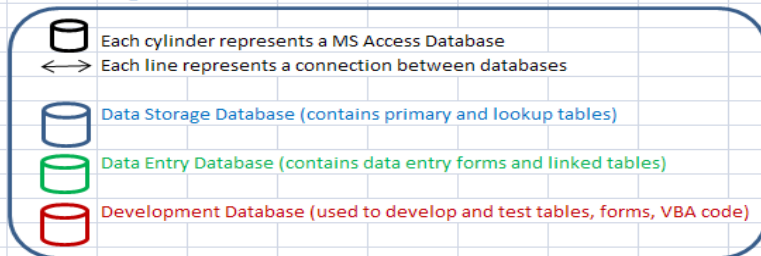 Each cylinder represents a MS Access Database
Each line represents a connection between databases
Data Storage Database (contains primary and lookup tables)
Data Entry Database (contains data entry forms and linked tables)
Development Database (used to develop and test tables, forms, VBA code)